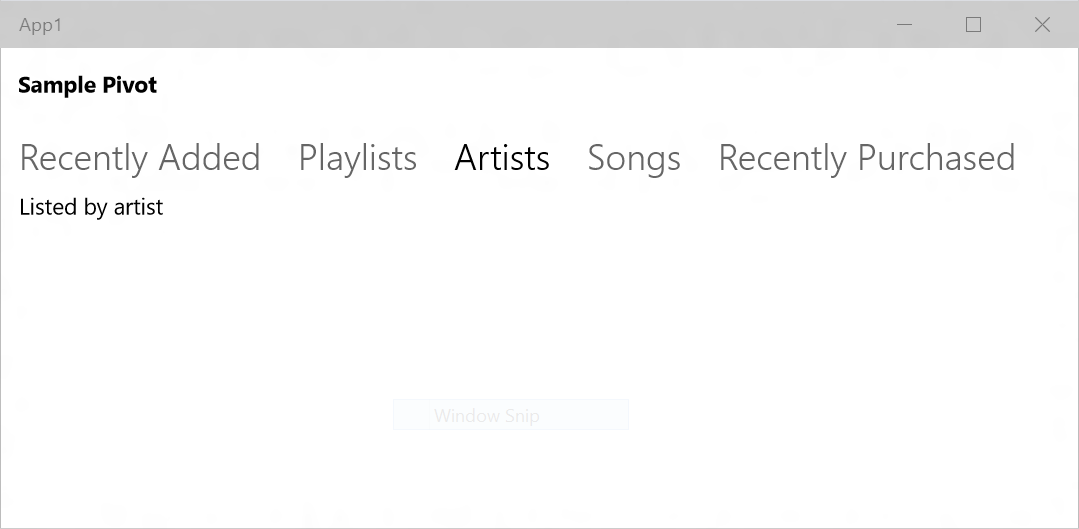 App1
Sample Pivot
Recently Added Playlists Artists Songs Recently Purchased
Listed by artist
Window Snip